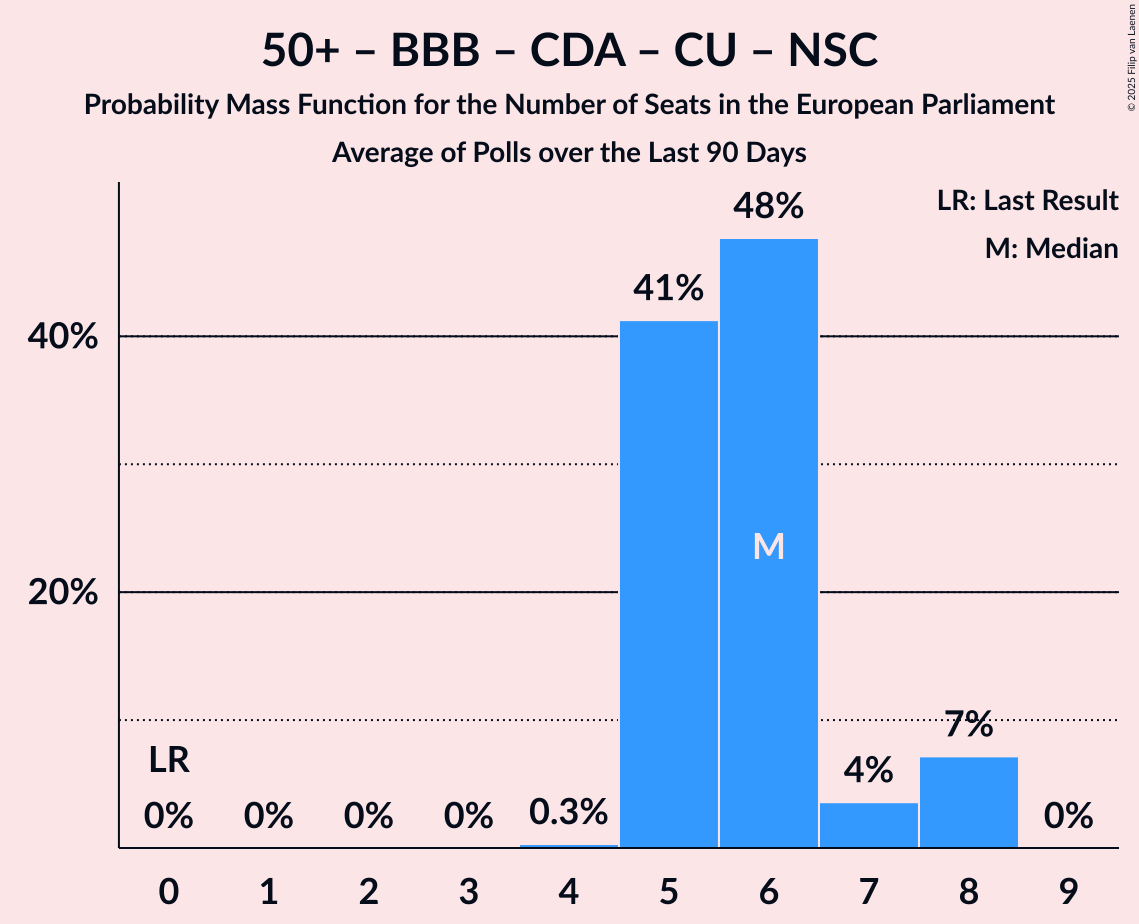 50+ – BBB – CDA – CU – NSC
Probability Mass Function for the Number of Seats in the European Parliament
Average of Polls over the Last 90 Days
© 2025 Filip van Laenen
LR: Last Result
M: Median
48%
41%
40%
M
20%
7%
LR
4%
0% 0% 0% 0% 0.3% 0%
0 1 2 3 4 5 6 7 8 9